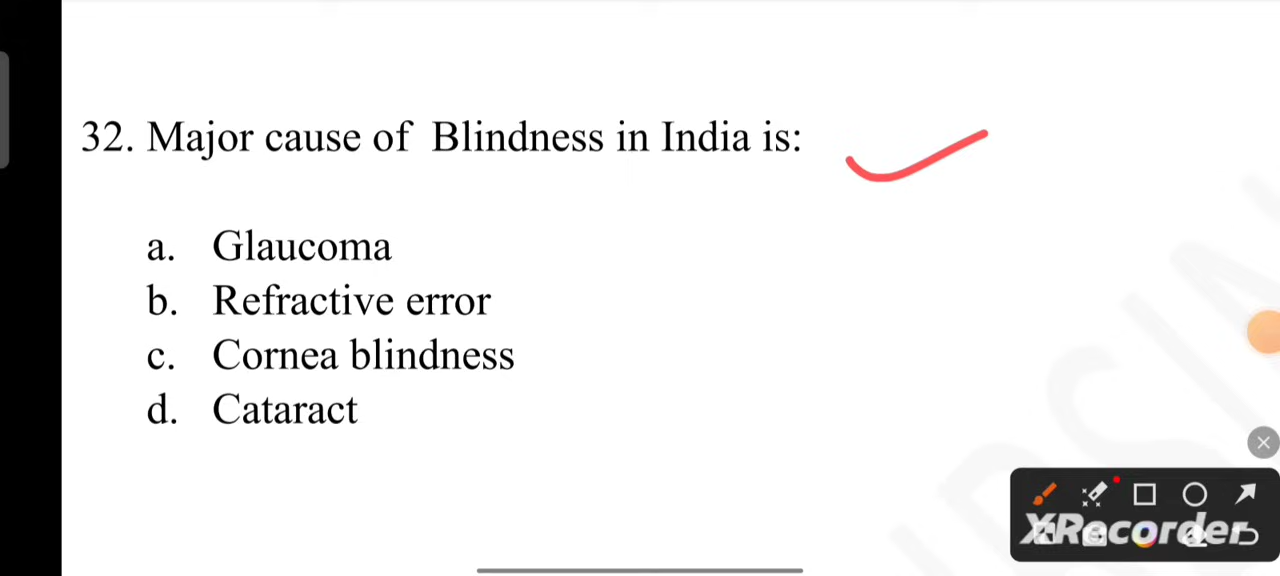 32. Major cause of Blindness in India is:
a. Glaucoma
b. Refractive error
c. Cornea blindness
d. Cataract
XRecorder